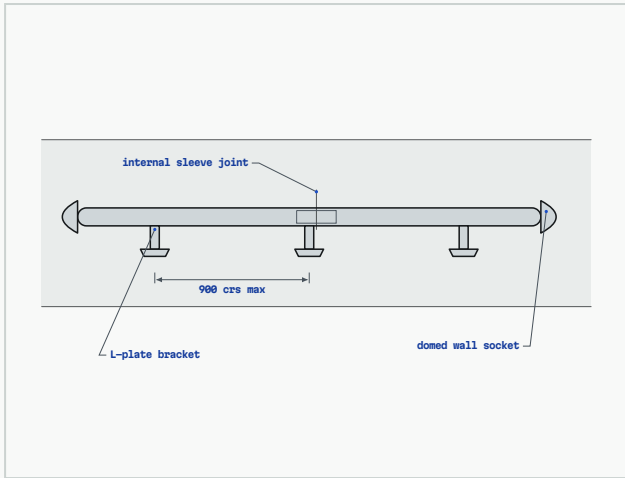 internal sleeve joint
900 crs max
L-plate bracket
domed wall socket